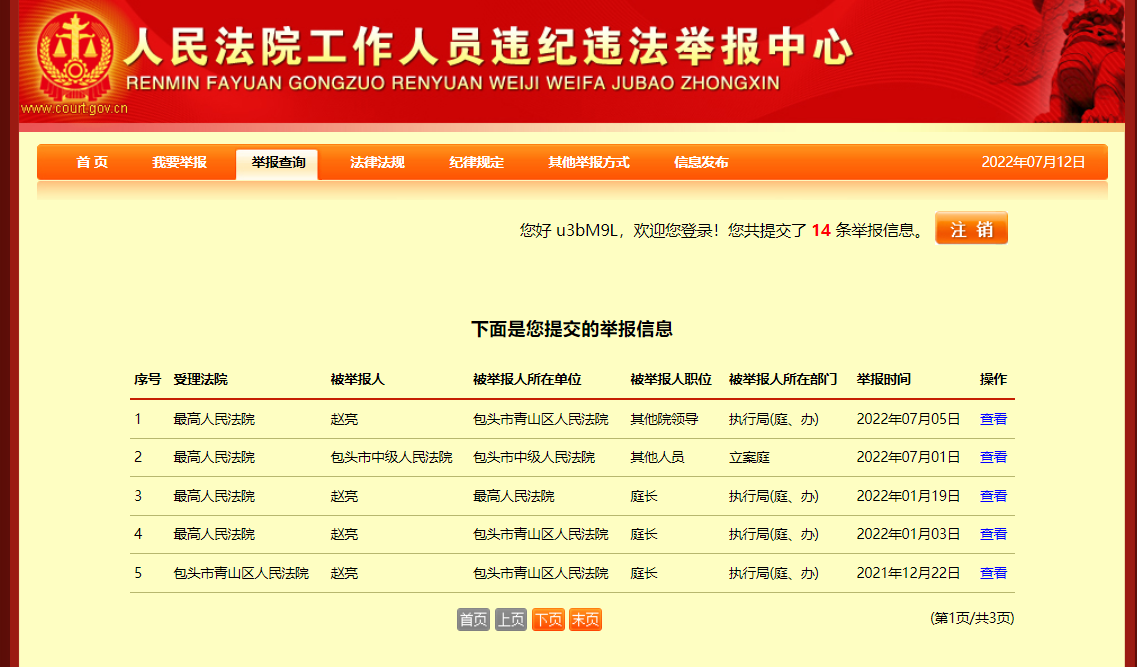 人民法院工作人员违纪违法举报中心
RENMIN FAYUAN GONGZUO RENYUAN WEIJI WEIFA JUBAO ZHONGXIN
www.court.gov.cn
首 页 我要举报 举报查询 法律法规 纪律规定 其他举报方式 信息发布 2022年07月12日
您好 u3bM9L，欢迎您登录！您共提交了 14 条举报信息。 注 销
下面是您提交的举报信息
序号 受理法院 被举报人 被举报人所在单位 被举报人职位 被举报人所在部门 举报时间 操作
1 最高人民法院 赵亮 包头市青山区人民法院 其他院领导 执行局(庭、办) 2022年07月05日 查看
2 最高人民法院 包头市中级人民法院 包头市中级人民法院 其他人员 立案庭 2022年07月01日 查看
3 最高人民法院 赵亮 最高人民法院 庭长 执行局(庭、办) 2022年01月19日 查看
4 最高人民法院 赵亮 包头市青山区人民法院 庭长 执行局(庭、办) 2022年01月03日 查看
5 包头市青山区人民法院 赵亮 包头市青山区人民法院 庭长 执行局(庭、办) 2021年12月22日 查看
首页 上页 下页 末页 (第1页/共3页)